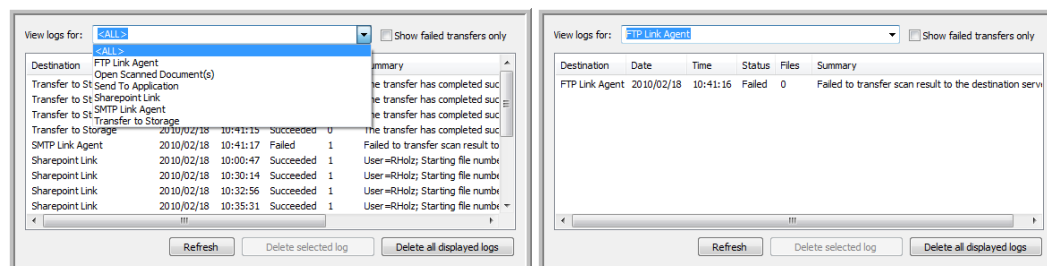 View logs for: <ALL> Show failed transfers only
<ALL>
FTP Link Agent
Open Scanned Document(s)
Send To Application
Sharepoint Link
SMTP Link Agent
Transfer to Storage
Destination ummary
Transfer to St he transfer has completed suc
Transfer to St he transfer has completed suc
Transfer to St he transfer has completed suc
Transfer to Storage 2010/02/18 10:41:15 Succeeded 0 The transfer has completed suc
SMTP Link Agent 2010/02/18 10:41:17 Failed 1 Failed to transfer scan result to
Sharepoint Link 2010/02/18 10:00:47 Succeeded 1 User=RHolz; Starting file numbe
Sharepoint Link 2010/02/18 10:30:14 Succeeded 1 User=RHolz; Starting file numbe
Sharepoint Link 2010/02/18 10:32:56 Succeeded 1 User=RHolz; Starting file numbe
Sharepoint Link 2010/02/18 10:35:31 Succeeded 1 User=RHolz; Starting file numbe
Refresh Delete selected log Delete all displayed logs
View logs for: FTP Link Agent Show failed transfers only
Destination Date Time Status Files Summary
FTP Link Agent 2010/02/18 10:41:16 Failed 0 Failed to transfer scan result to the destination serv
Refresh Delete selected log Delete all displayed logs